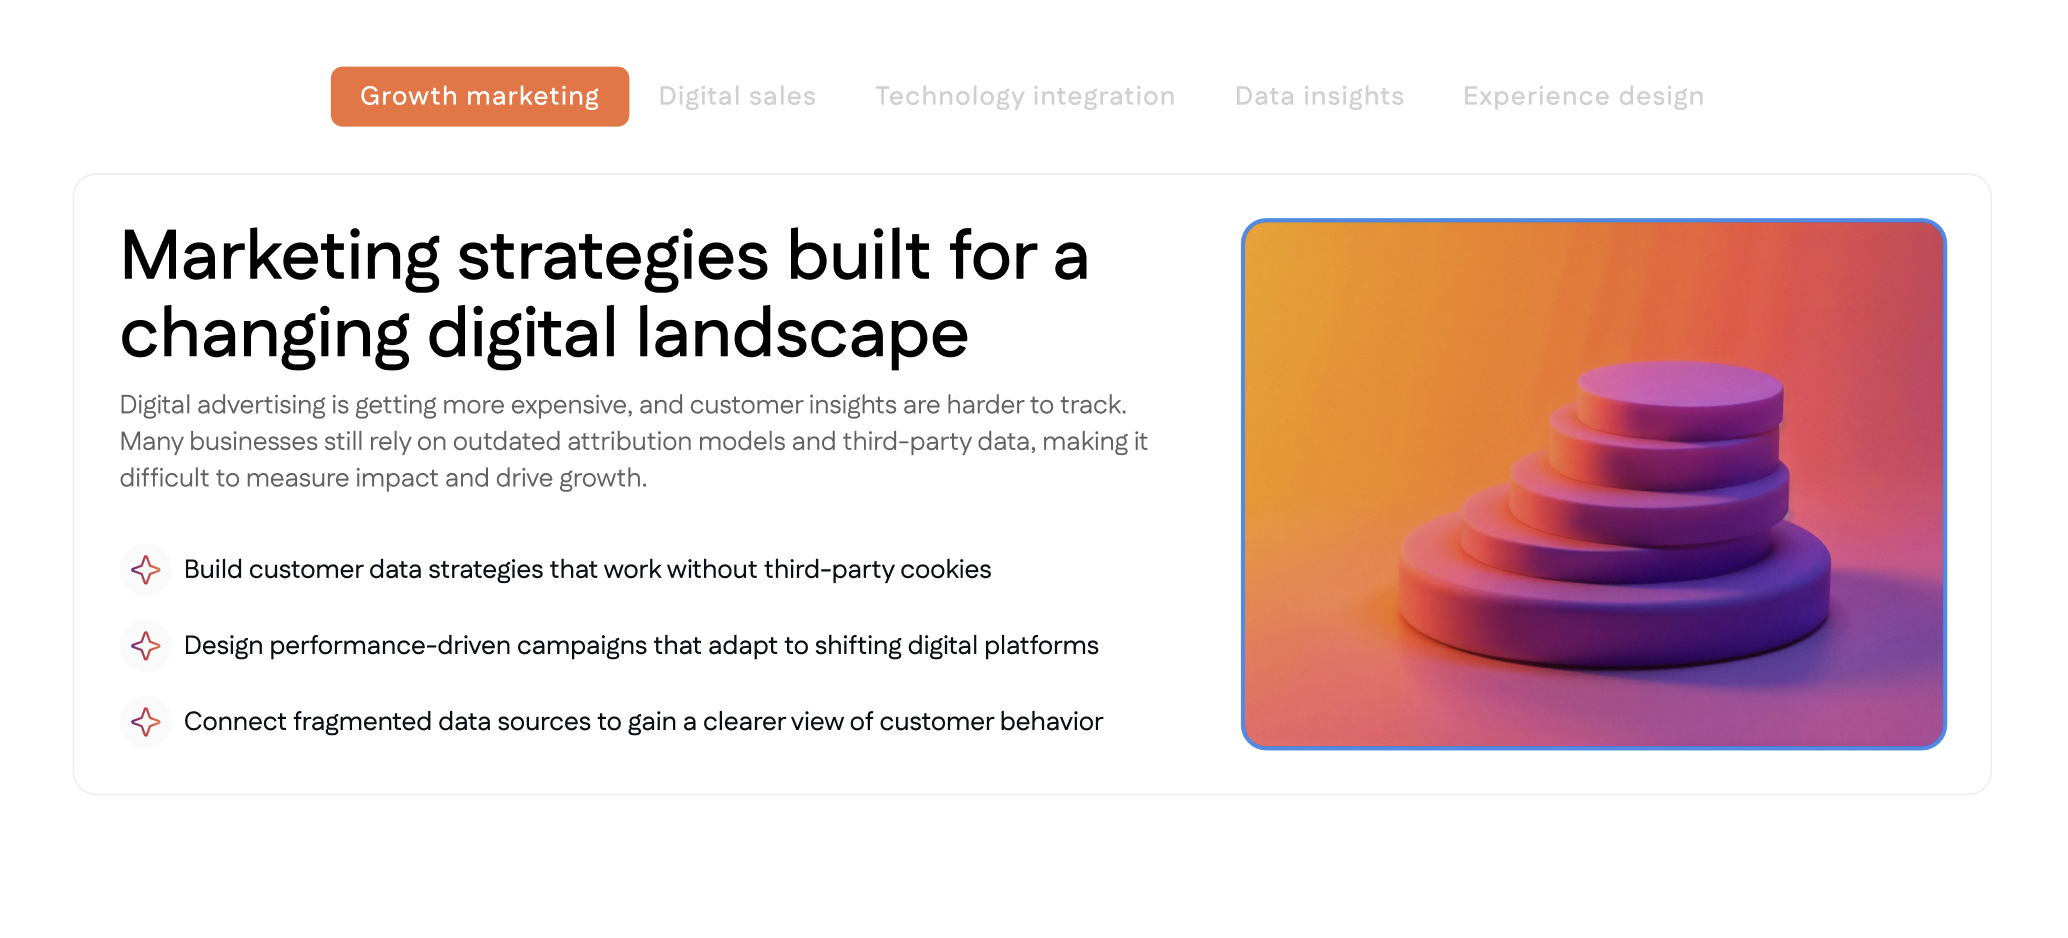 Growth marketing
Digital sales
Technology integration
Data insights
Experience design
Marketing strategies built for a
changing digital landscape
Digital advertising is getting more expensive, and customer insights are harder to track.
Many businesses still rely on outdated attribution models and third-party data, making it
difficult to measure impact and drive growth.
Build customer data strategies that work without third-party cookies
Design performance-driven campaigns that adapt to shifting digital platforms
Connect fragmented data sources to gain a clearer view of customer behavior